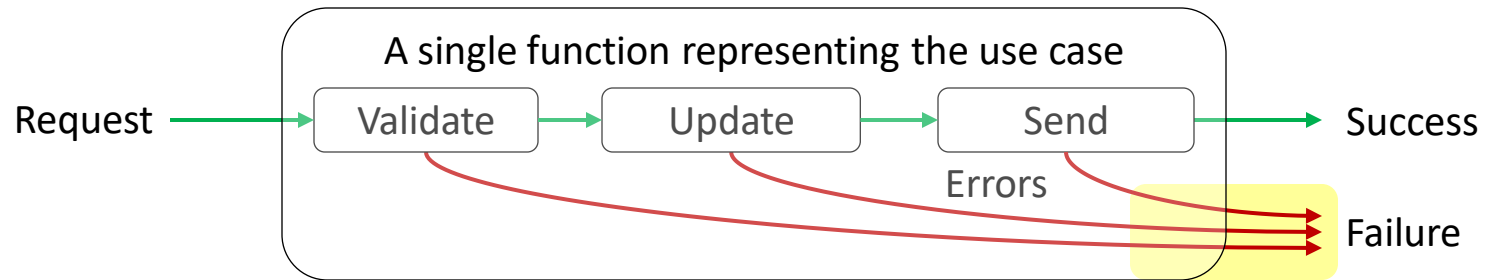 A single function representing the use case
Request
Validate
Update
Send
Success
Errors
Failure